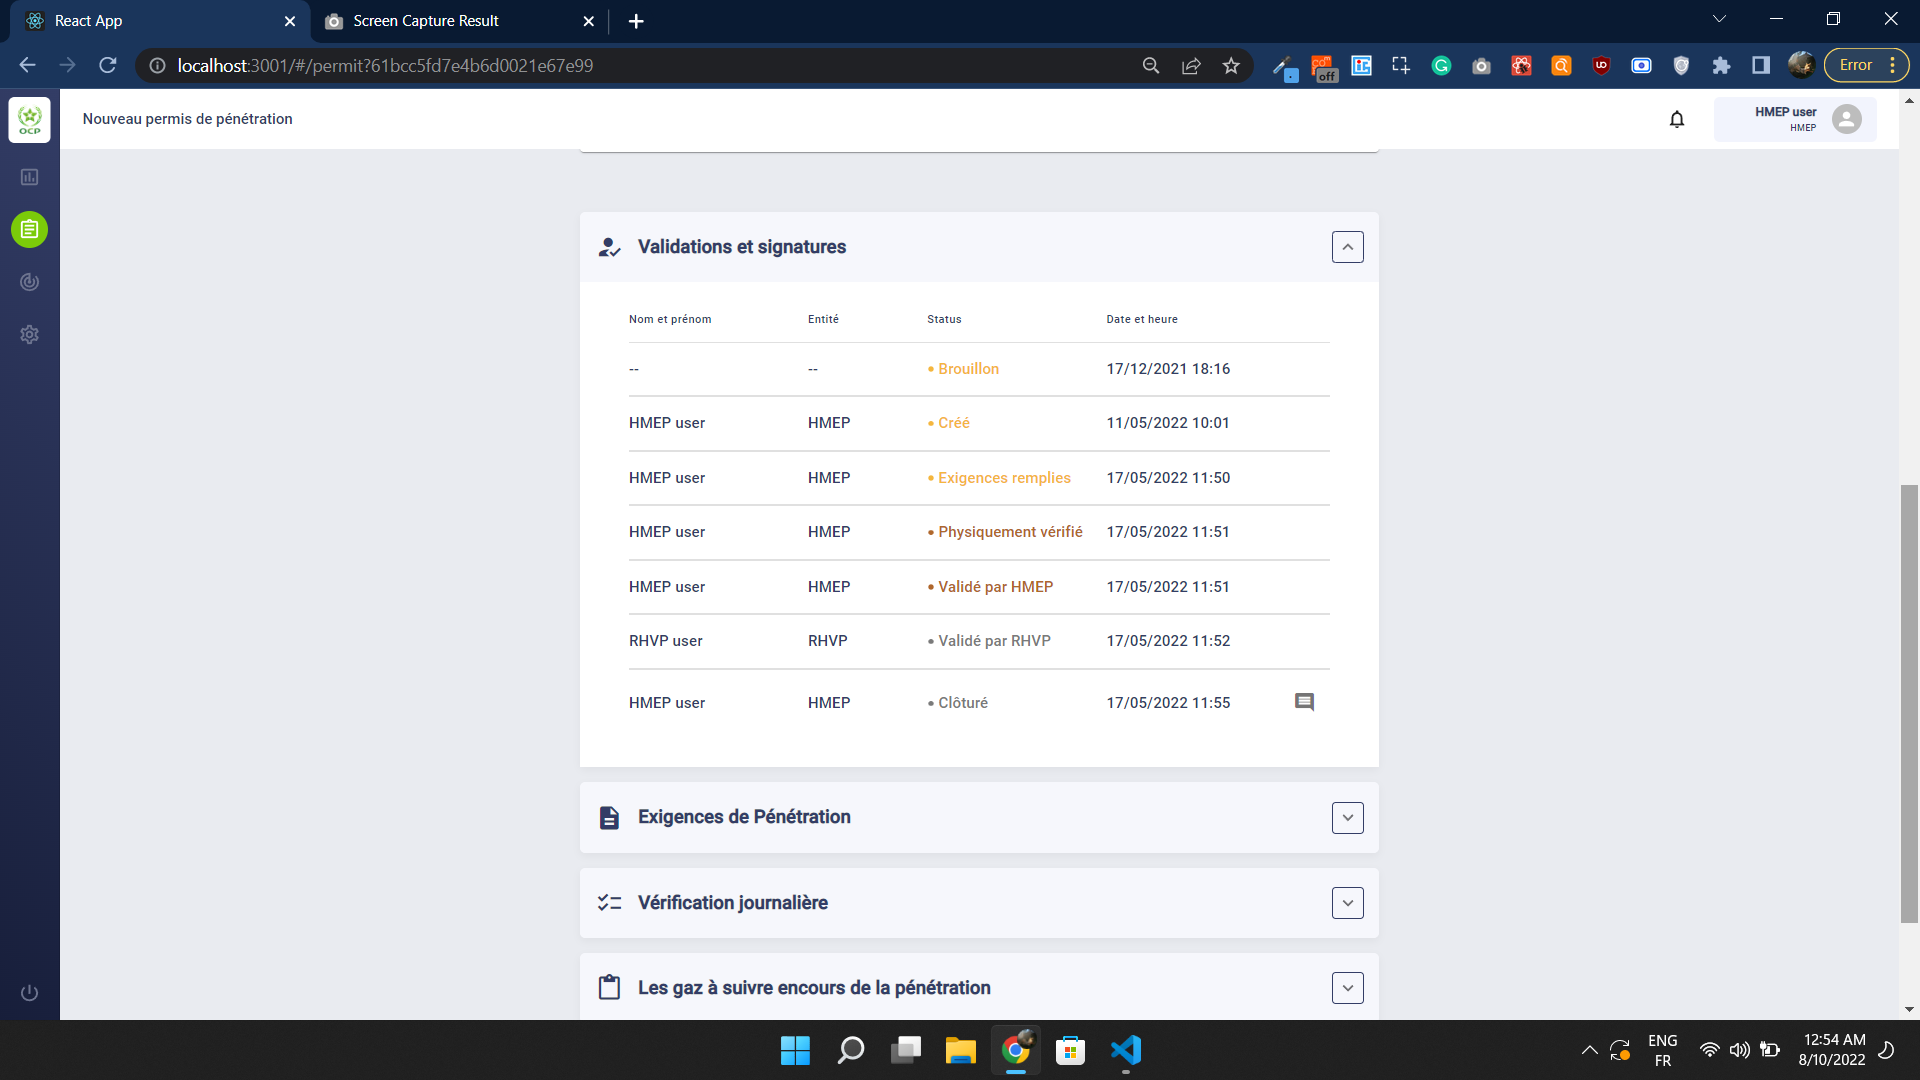 React App
Screen Capture Result
localhost:3001/#/permit?61bcc5fd7e4b6d0021e67e99
off
Error
OCP
Nouveau permis de pénétration
HMEP user
HMEP
Validations et signatures
Nom et prénom Entité Status Date et heure
-- -- • Brouillon 17/12/2021 18:16
HMEP user HMEP • Créé 11/05/2022 10:01
HMEP user HMEP • Exigences remplies 17/05/2022 11:50
HMEP user HMEP • Physiquement vérifié 17/05/2022 11:51
HMEP user HMEP • Validé par HMEP 17/05/2022 11:51
RHVP user RHVP • Validé par RHVP 17/05/2022 11:52
HMEP user HMEP • Clôturé 17/05/2022 11:55
Exigences de Pénétration
Vérification journalière
Les gaz à suivre encours de la pénétration
ENG
FR
12:54 AM
8/10/2022